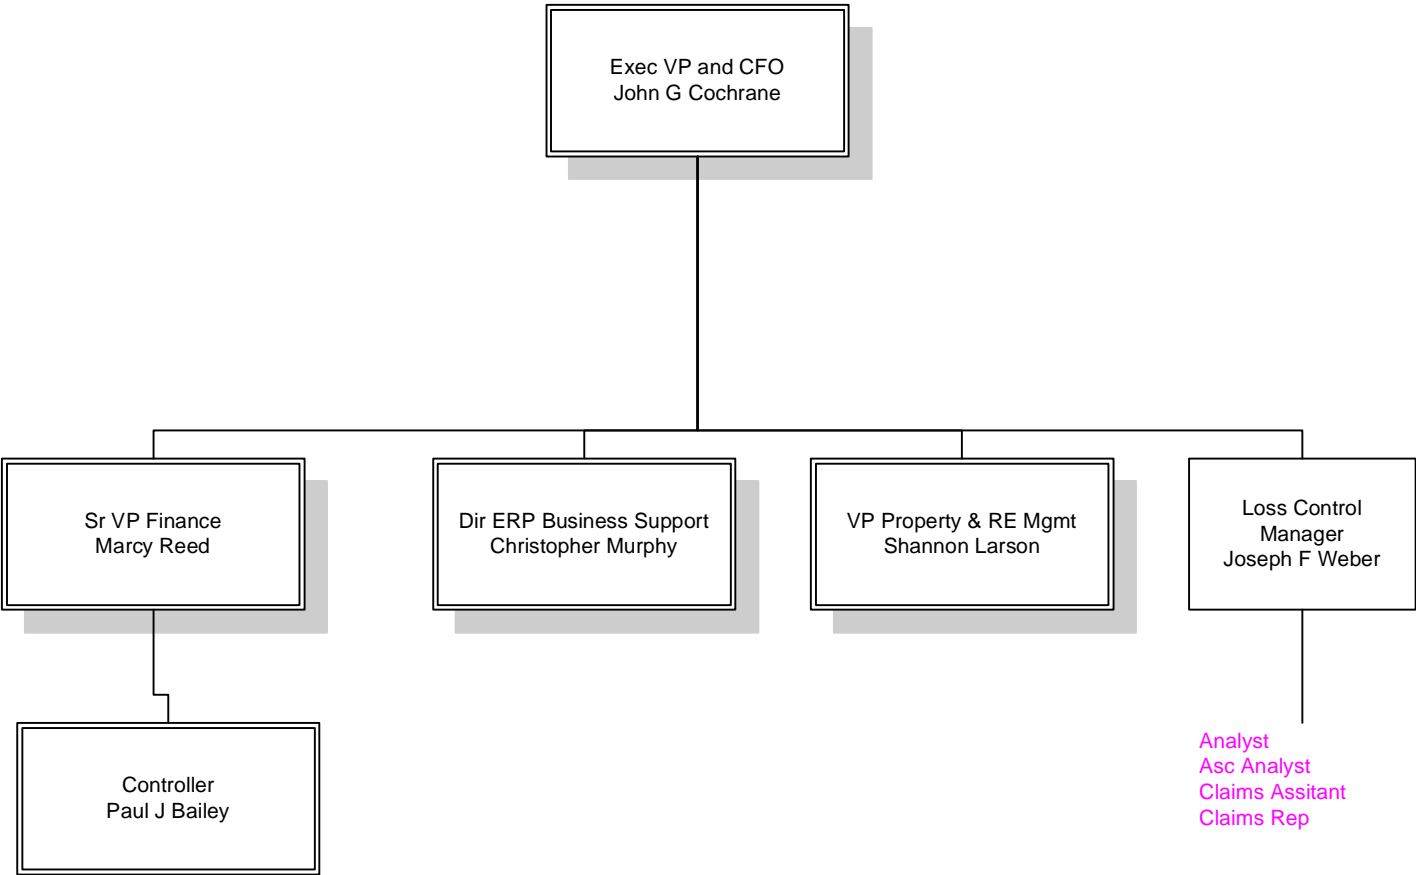 Exec VP and CFO
John G Cochrane
Sr VP Finance
Marcy Reed
Dir ERP Business Support
Christopher Murphy
VP Property & RE Mgmt
Shannon Larson
Loss Control
Manager
Joseph F Weber
Controller
Paul J Bailey
Analyst
Asc Analyst
Claims Assitant
Claims Rep